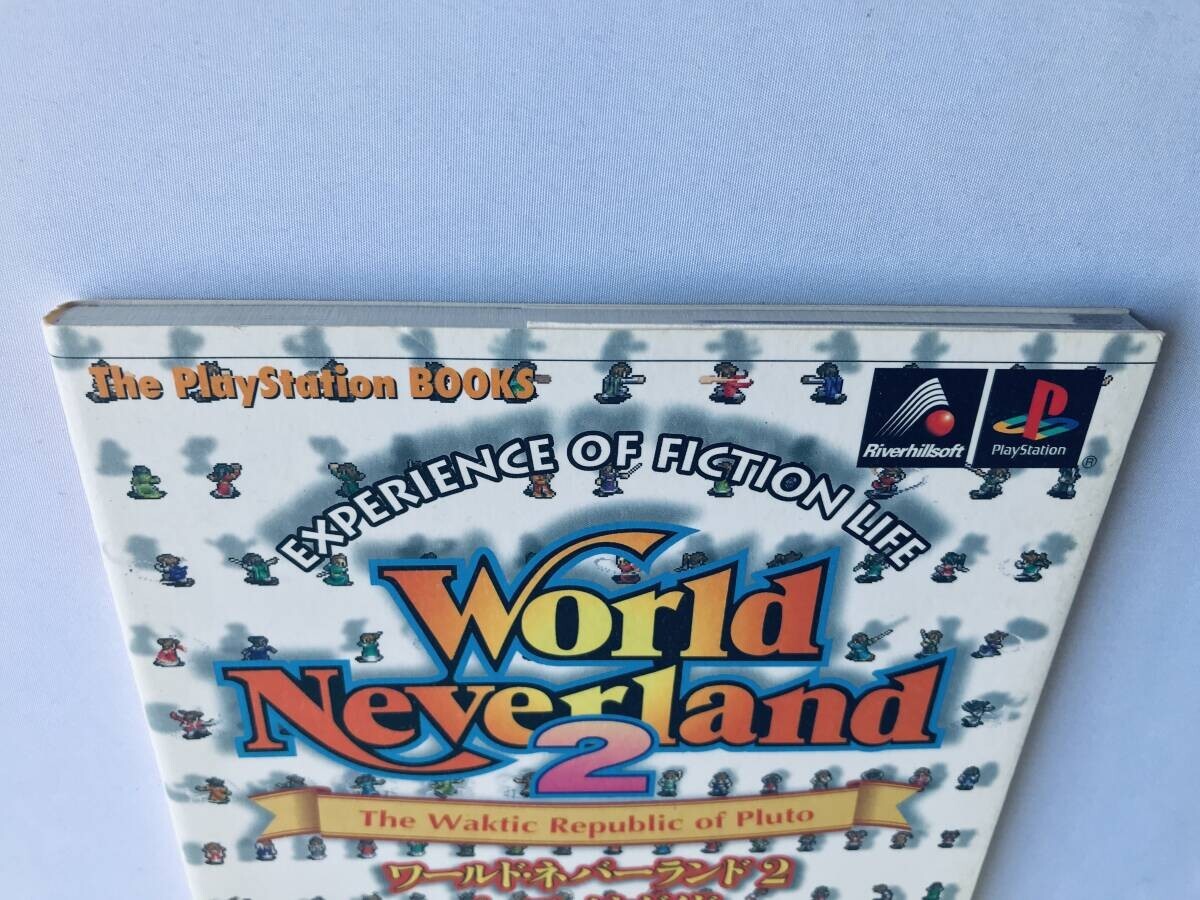 The PlayStation BOOKS
Riverhillsoft
PlayStation
®
EXPERIENCE OF FICTION LIFE
World
Neverland
2
The Waktic Republic of Pluto
ワールド・ネバーランド2